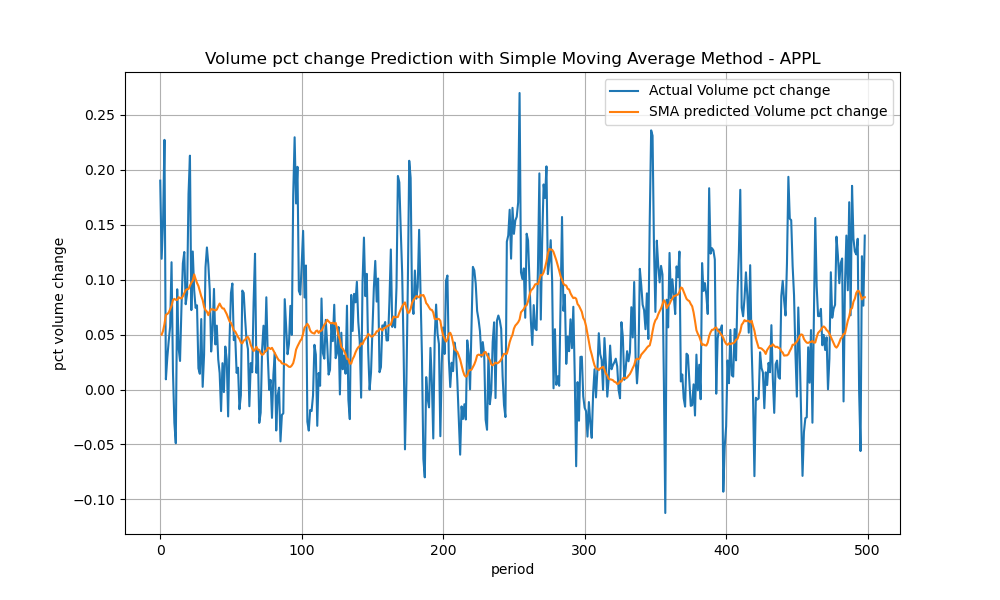 Volume pct change Prediction with Simple Moving Average Method - APPL
Actual Volume pct change
SMA predicted Volume pct change
pct volume change
0.25
0.20
0.15
0.10
0.05
0.00
−0.05
−0.10
0 100 200 300 400 500
period